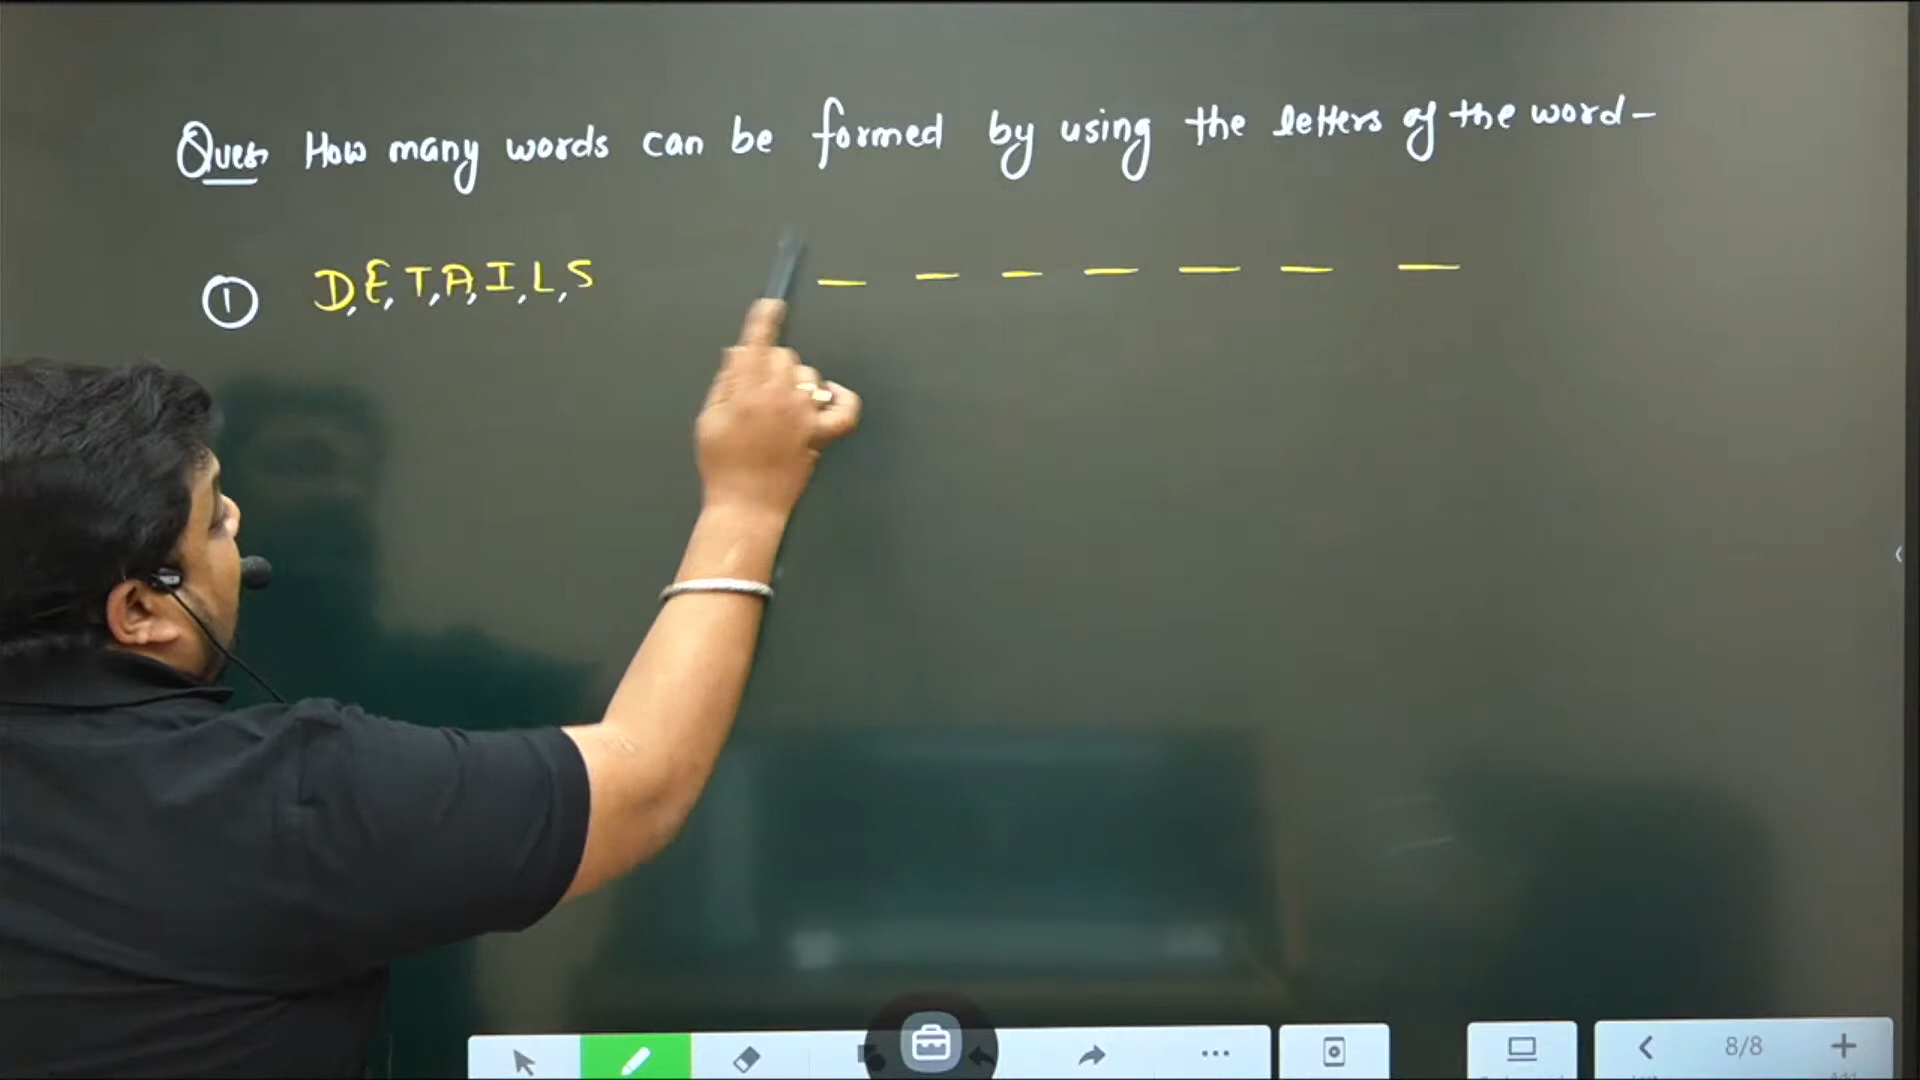 Ques How many words can be formed by using the letters of the word-
① D,E,T,A,I,L,S _ _ _ _ _ _ _
8/8